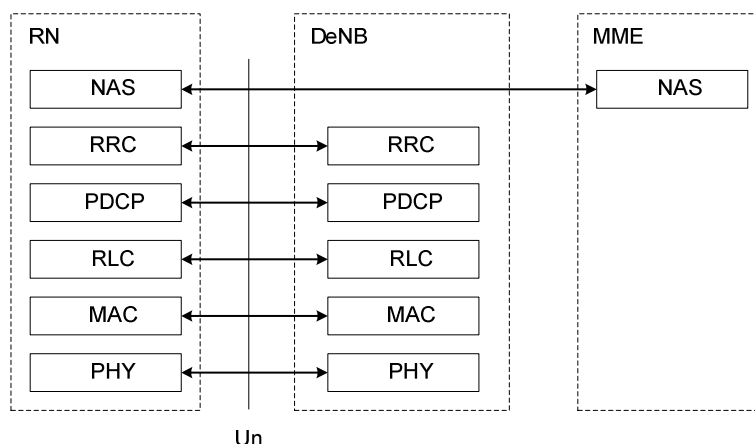 RN DeNB MME
NAS NAS
RRC RRC
PDCP PDCP
RLC RLC
MAC MAC
PHY PHY
Un